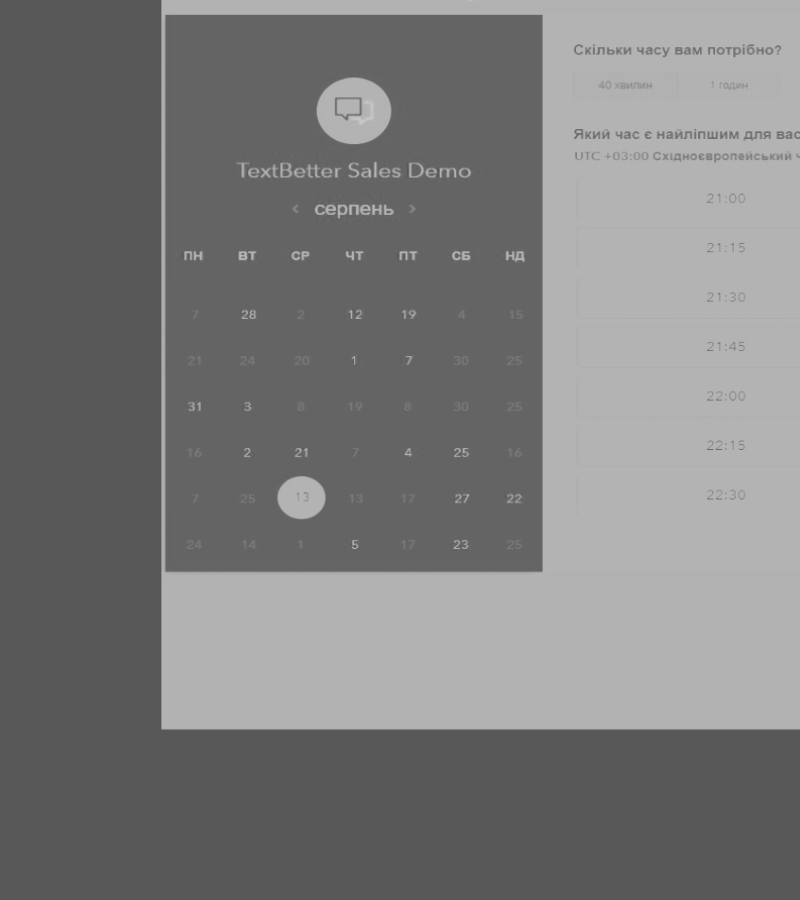 TextBetter Sales Demo
< серпень >
ПН ВТ СР ЧТ ПТ СБ НД
7 28 2 12 19 4 15
21 24 20 1 7 30 25
31 3 8 19 8 30 25
16 2 21 7 4 25 16
7 25 13 13 17 27 22
24 14 1 5 17 23 25
Скільки часу вам потрібно?
40 хвилин 1 годин
Який час є найліпшим для вас
UTC +03:00 Східноєвропейський ч
21:00
21:15
21:30
21:45
22:00
22:15
22:30